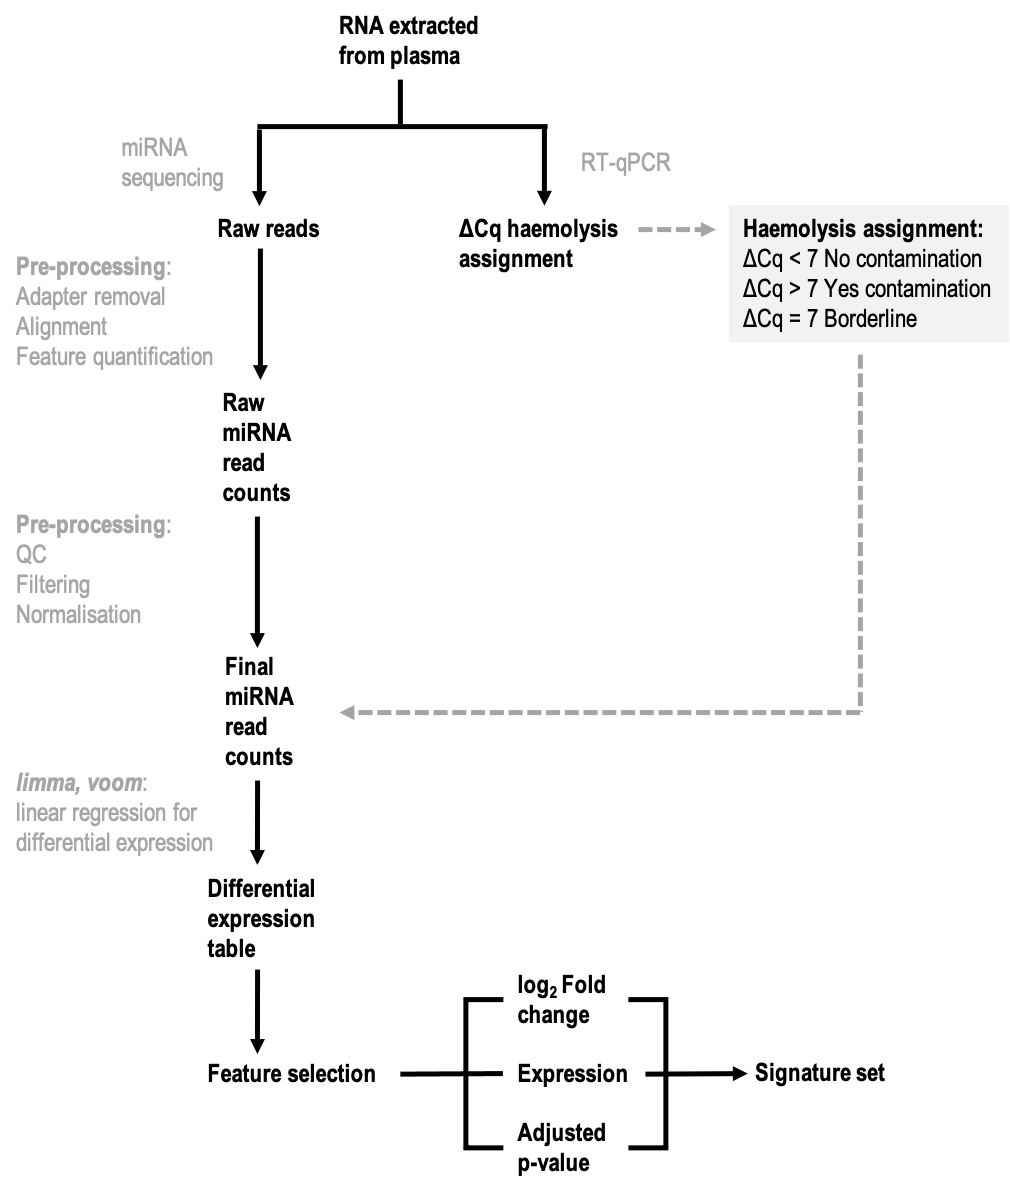 RNA extracted
from plasma
miRNA
sequencing
RT-qPCR
Raw reads
ΔCq haemolysis
assignment
Haemolysis assignment:
ΔCq < 7 No contamination
ΔCq > 7 Yes contamination
ΔCq = 7 Borderline
Pre-processing:
Adapter removal
Alignment
Feature quantification
Raw
miRNA
read
counts
Pre-processing:
QC
Filtering
Normalisation
Final
miRNA
read
counts
limma, voom:
linear regression for
differential expression
Differential
expression
table
Feature selection
log₂ Fold
change
Expression
Adjusted
p-value
Signature set